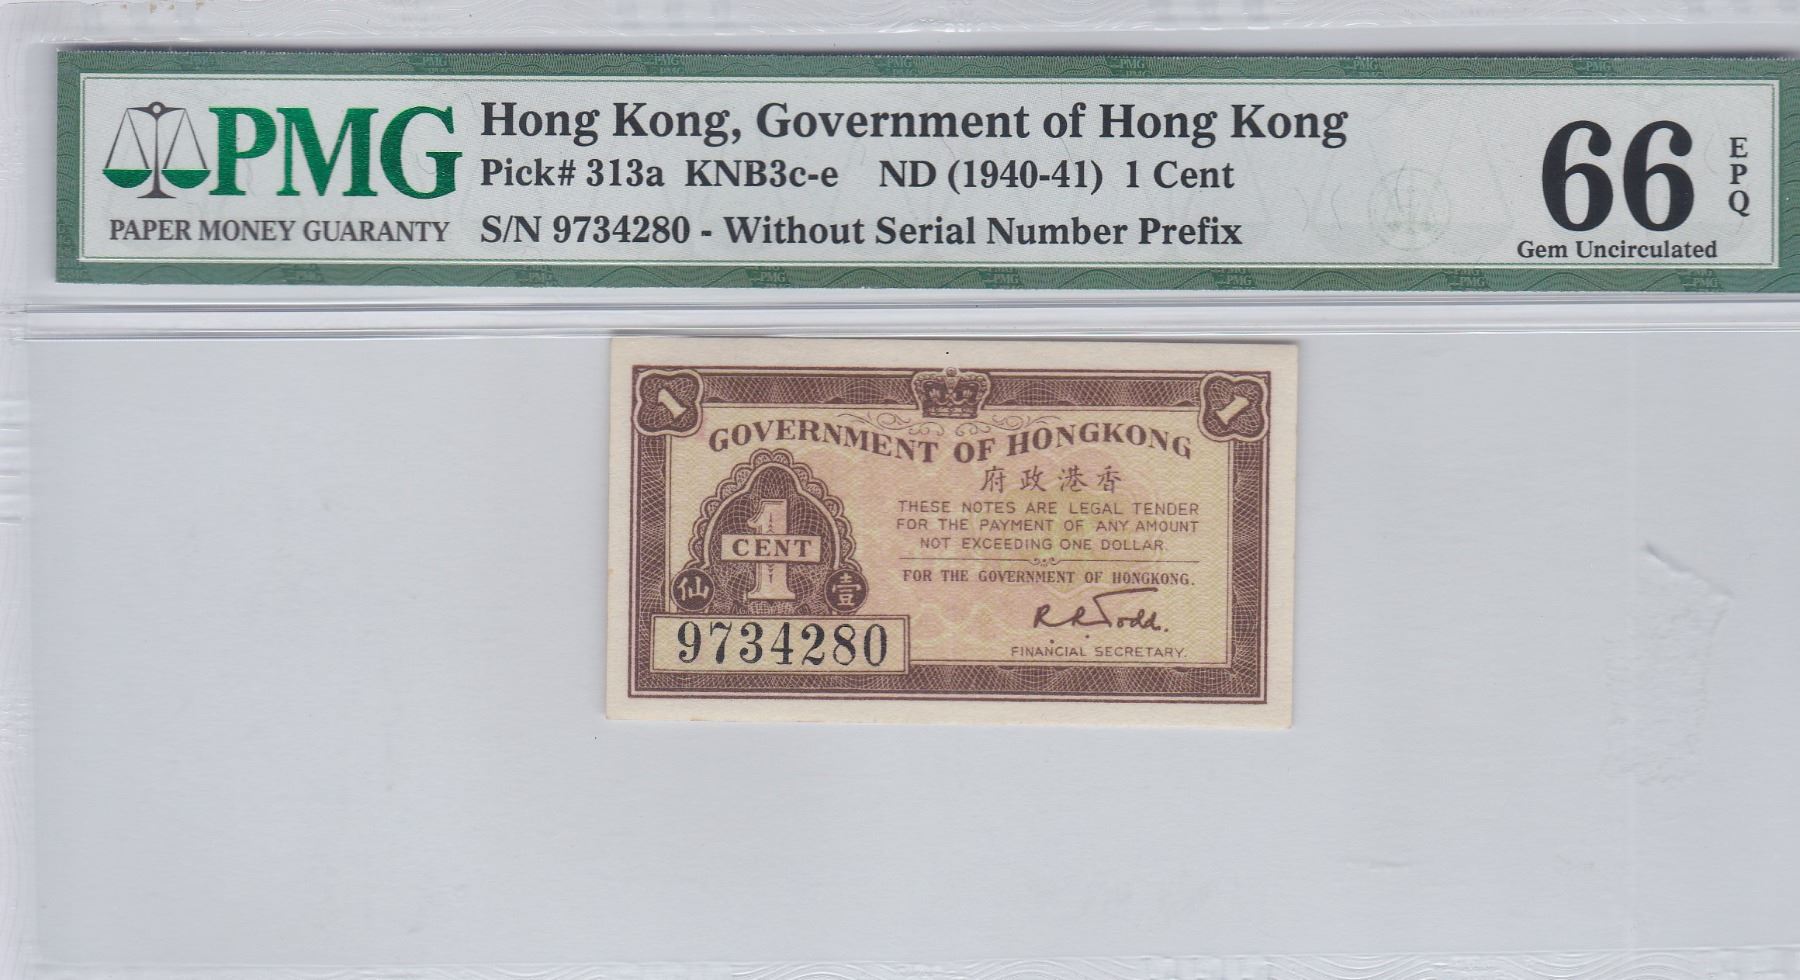 PMG
PAPER MONEY GUARANTY
Hong Kong, Government of Hong Kong
Pick# 313a KNB3c-e ND (1940-41) 1 Cent
S/N 9734280 - Without Serial Number Prefix
66
EPQ
Gem Uncirculated
1
1
GOVERNMENT OF HONGKONG
府政港香
THESE NOTES ARE LEGAL TENDER
FOR THE PAYMENT OF ANY AMOUNT
NOT EXCEEDING ONE DOLLAR.
FOR THE GOVERNMENT OF HONGKONG.
R R Todd.
FINANCIAL SECRETARY.
1
CENT
仙 壹
9734280